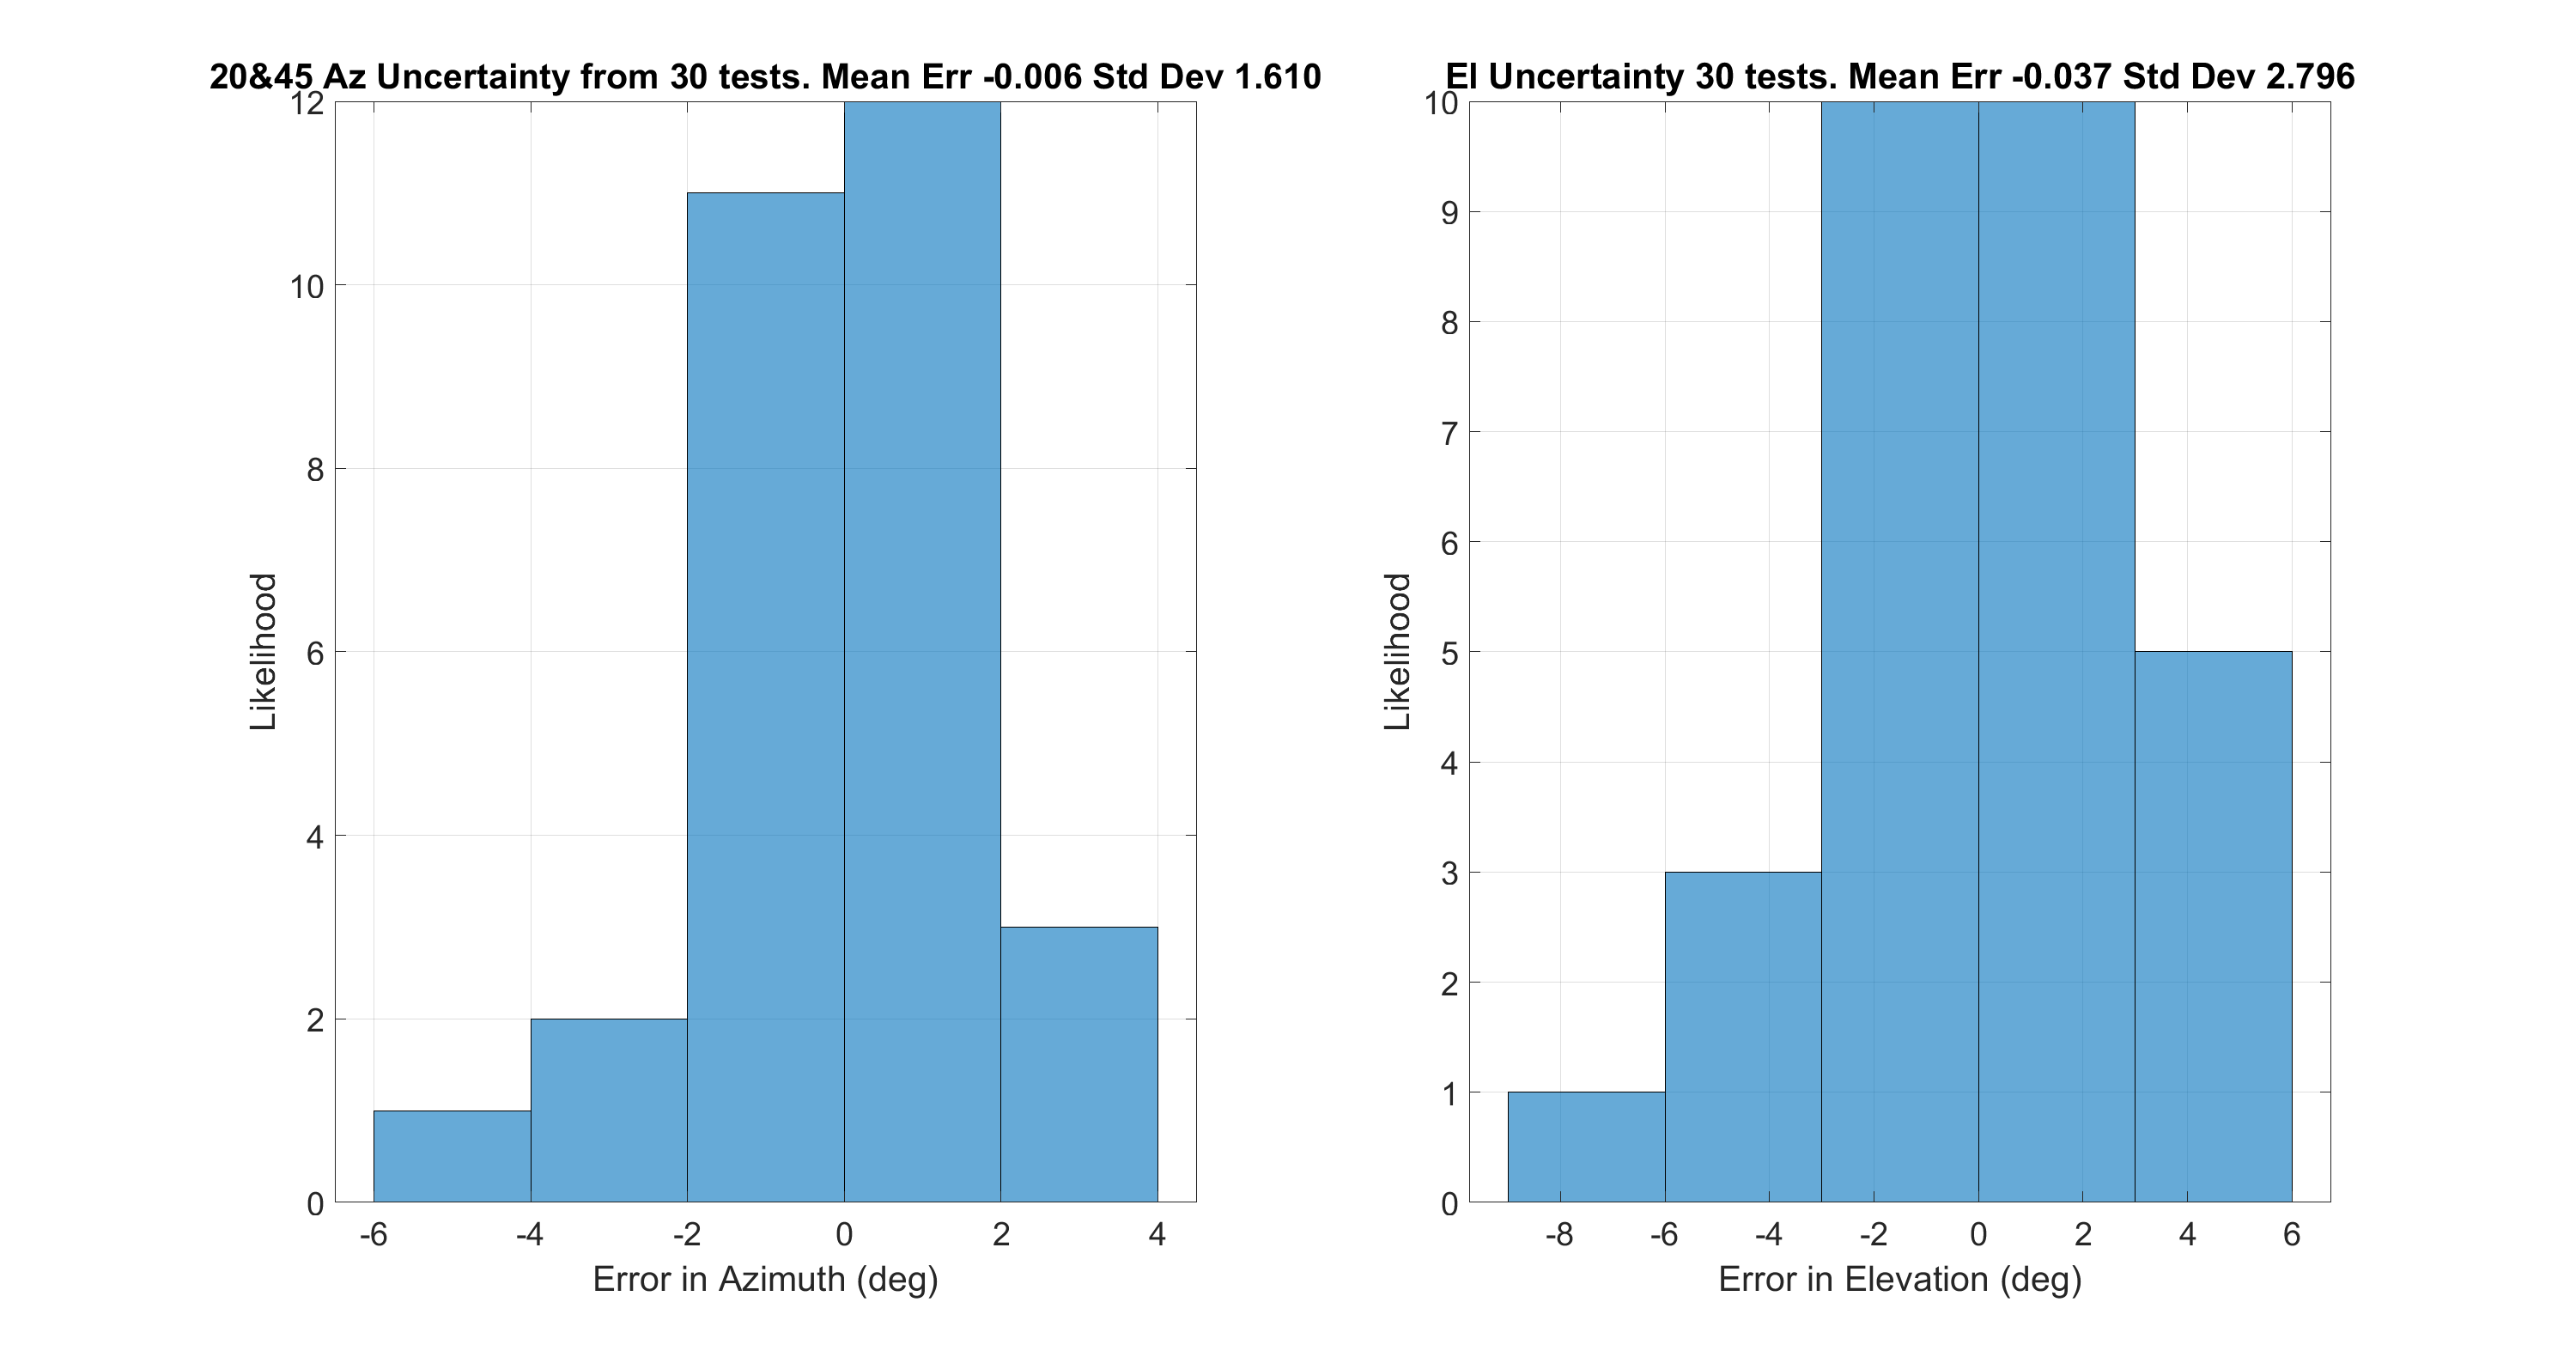 20&45 Az Uncertainty from 30 tests. Mean Err -0.006 Std Dev 1.610
12
10
8
6
4
2
0
Likelihood
-6 -4 -2 0 2 4
Error in Azimuth (deg)
El Uncertainty 30 tests. Mean Err -0.037 Std Dev 2.796
10
9
8
7
6
5
4
3
2
1
0
Likelihood
-8 -6 -4 -2 0 2 4 6
Error in Elevation (deg)